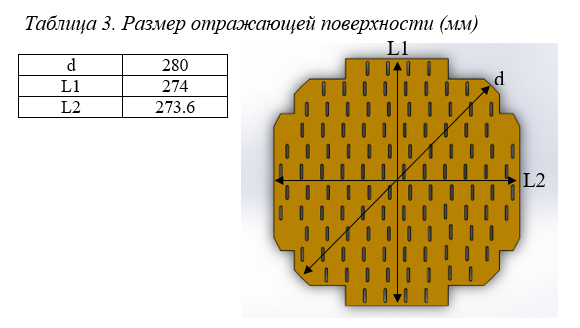 Таблица 3. Размер отражающей поверхности (мм)
d 280
L1 274
L2 273.6
L1
d
L2